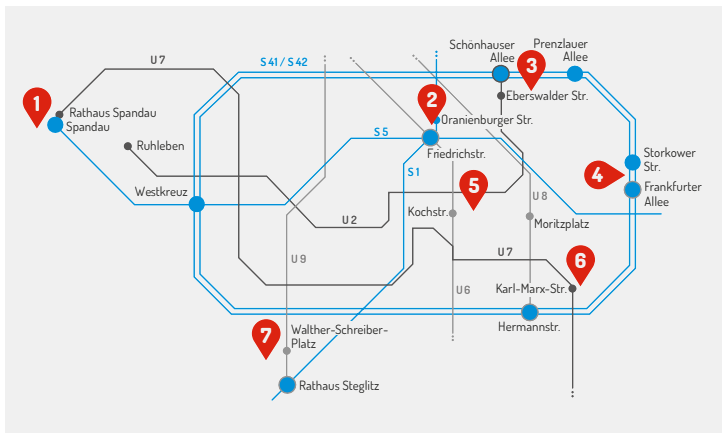 Schönhauser
Allee
Prenzlauer
Allee
U7
S41/S42
3
1
2
Rathaus Spandau
Spandau
Eberswalder Str.
Oranienburger Str.
S5
Ruhleben
Friedrichstr.
Storkower
Str.
S1
4
Frankfurter
Allee
5
Westkreuz
U8
Kochstr.
U2
Moritzplatz
U7
U9
6
U6
Karl-Marx-Str.
Hermannstr.
7
Walther-Schreiber-
Platz
Rathaus Steglitz